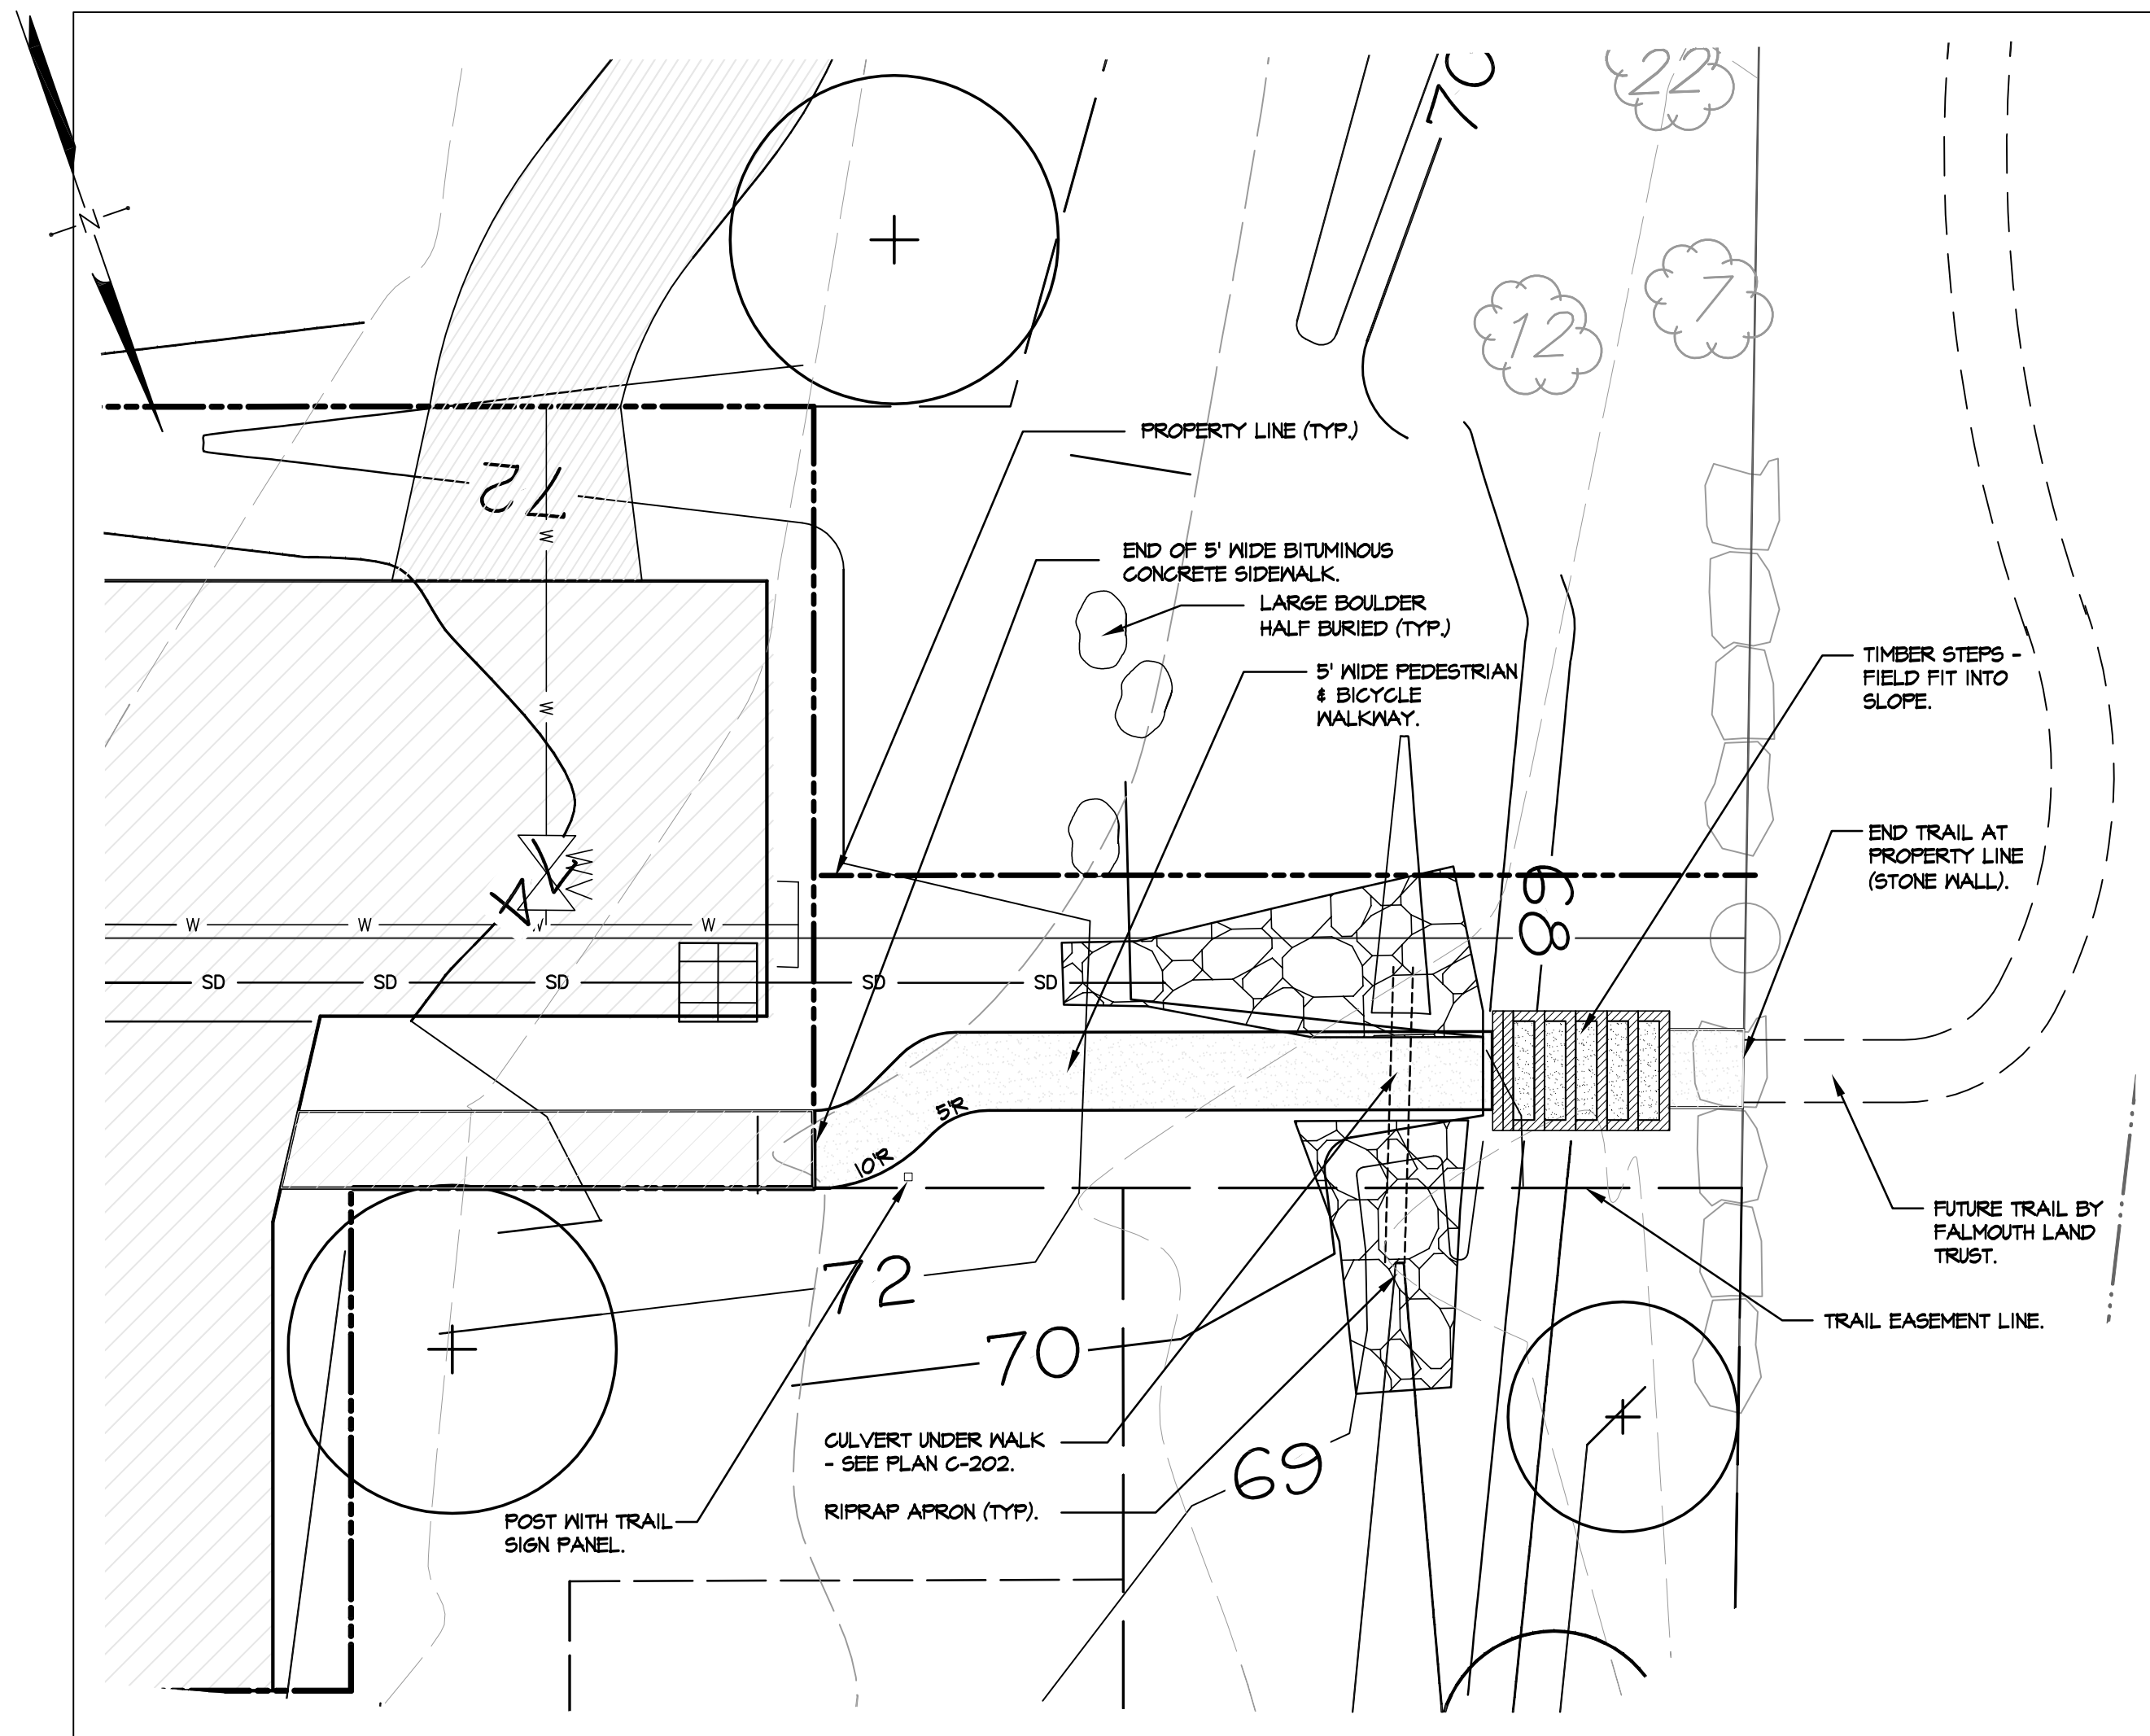 N
70
22
12
7
PROPERTY LINE (TYP.)
72
W
END OF 5' WIDE BITUMINOUS
CONCRETE SIDEWALK.
LARGE BOULDER
HALF BURIED (TYP.)
5' WIDE PEDESTRIAN
& BICYCLE
WALKWAY.
TIMBER STEPS -
FIELD FIT INTO
SLOPE.
W
END TRAIL AT
PROPERTY LINE
(STONE WALL).
74
68
W W W W
SD SD SD SD SD
5'R
10'R
FUTURE TRAIL BY
FALMOUTH LAND
TRUST.
72
TRAIL EASEMENT LINE.
70
CULVERT UNDER WALK
- SEE PLAN C-202.
69
RIPRAP APRON (TYP).
POST WITH TRAIL
SIGN PANEL.